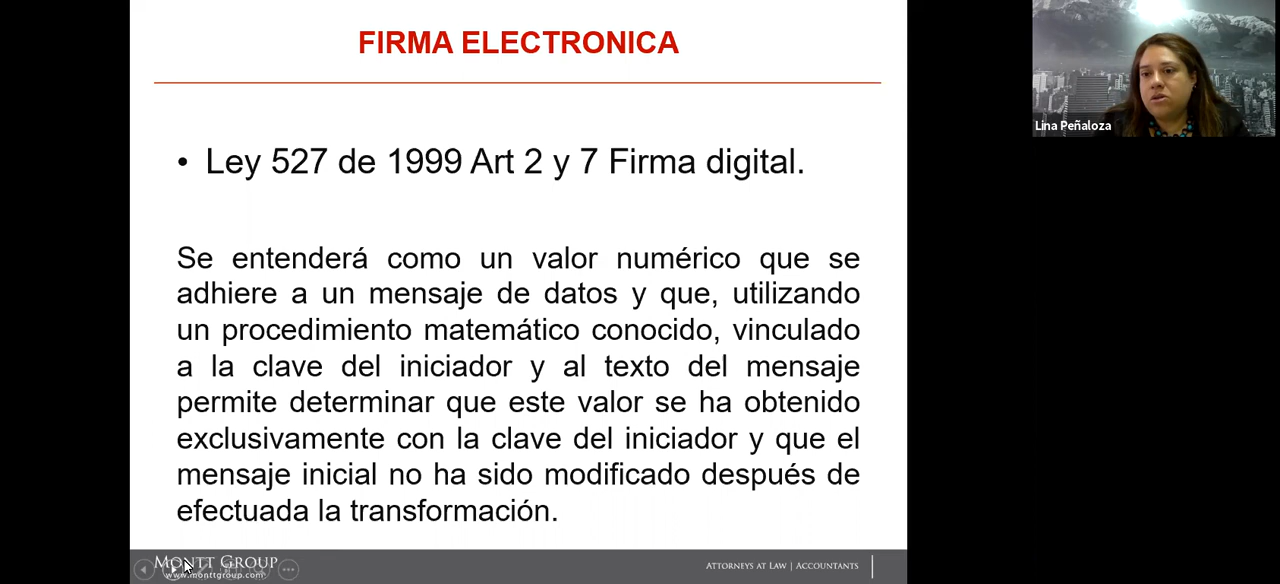 FIRMA ELECTRONICA
• Ley 527 de 1999 Art 2 y 7 Firma digital.
Se entenderá como un valor numérico que se
adhiere a un mensaje de datos y que, utilizando
un procedimiento matemático conocido, vinculado
a la clave del iniciador y al texto del mensaje
permite determinar que este valor se ha obtenido
exclusivamente con la clave del iniciador y que el
mensaje inicial no ha sido modificado después de
efectuada la transformación.
MONTT GROUP
www.monttgroup.com
ATTORNEYS AT LAW | ACCOUNTANTS
Lina Peñaloza